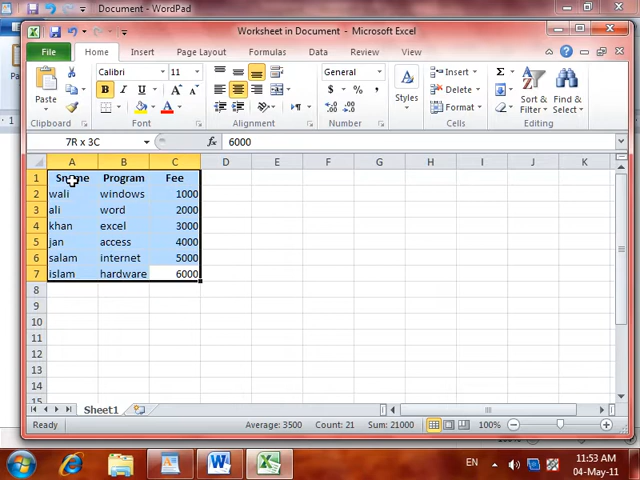 Document - WordPad
Worksheet in Document - Microsoft Excel
File Home Insert Page Layout Formulas Data Review View
Paste
Clipboard
Calibri 11
B I U
A A
Font
Alignment
General
$ % ,
Number
Styles
Insert
Delete
Format
Cells
Sort & Filter
Find & Select
Editing
7R x 3C fx 6000
A B C D E F G H I J K
1 Sname Program Fee
2 wali windows 1000
3 ali word 2000
4 khan excel 3000
5 jan access 4000
6 salam internet 5000
7 islam hardware 6000
8
9
10
11
12
13
14
15
Sheet1
Ready Average: 3500 Count: 21 Sum: 21000 100%
EN 11:53 AM
04-May-11